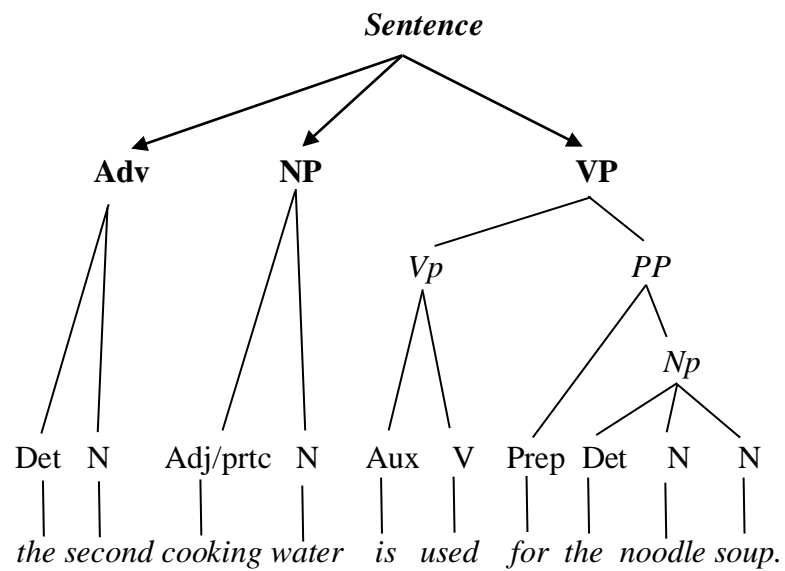 Sentence
Adv NP VP
Vp PP
Np
Det N Adj/prtc N Aux V Prep Det N N
the second cooking water is used for the noodle soup.